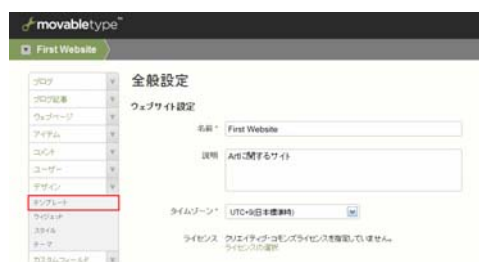 movabletype™
First Website
ブログ
ブログ記事
ウェブページ
アイテム
コメント
ユーザー
デザイン
テンプレート
ウィジェット
スタイル
テーマ
カスタムフィールド
全般設定
ウェブサイト設定
名前 *
First Website
説明
Artに関するサイト
タイムゾーン *
UTC+9(日本標準時)
ライセンス
クリエイティブ・コモンズライセンスを指定していません。
ライセンスの選択